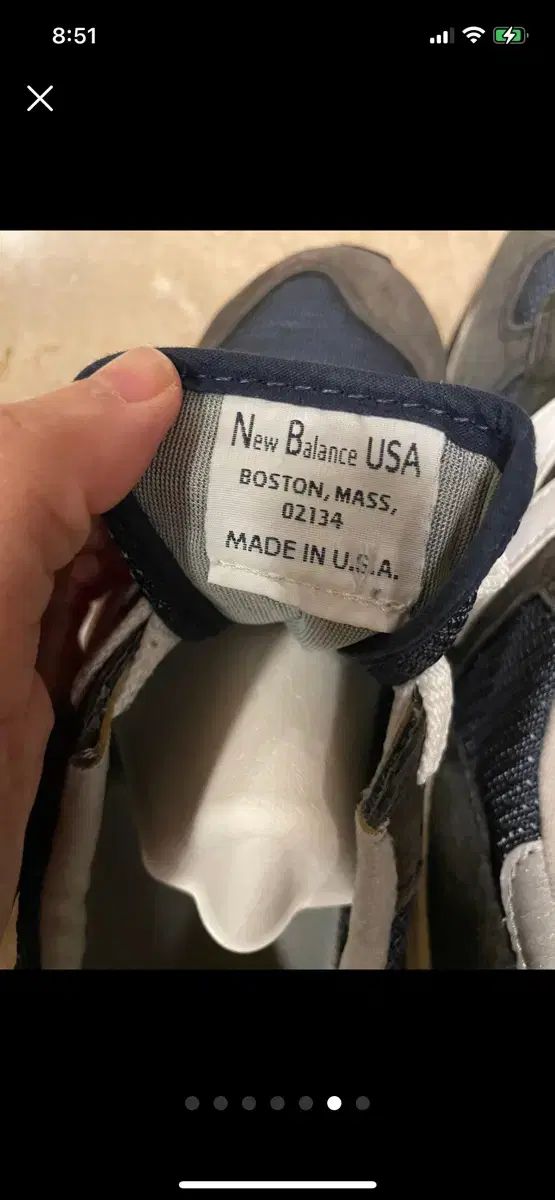 8:51
New Balance USA
BOSTON, MASS,
02134
MADE IN U.S.A.